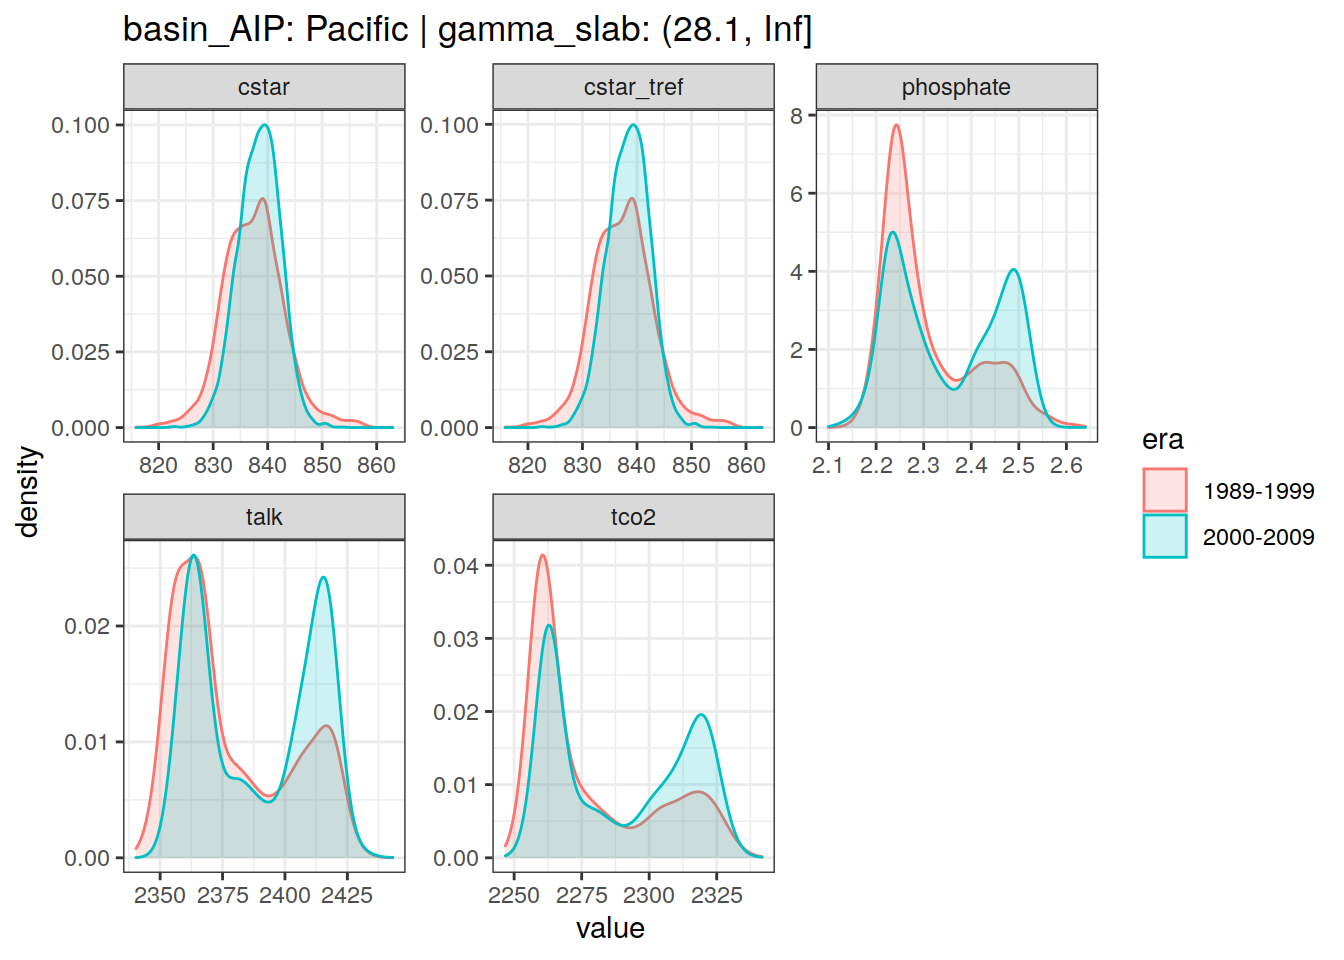 basin_AIP: Pacific | gamma_slab: (28.1, Inf]
cstar
cstar_tref
phosphate
0.100
0.075
0.050
0.025
0.000
820 830 840 850 860
0.100
0.075
0.050
0.025
0.000
820 830 840 850 860
8
6
4
2
0
2.1 2.2 2.3 2.4 2.5 2.6
talk
tco2
0.02
0.01
0.00
2350 2375 2400 2425
0.04
0.03
0.02
0.01
0.00
2250 2275 2300 2325
density
value
era
1989-1999
2000-2009